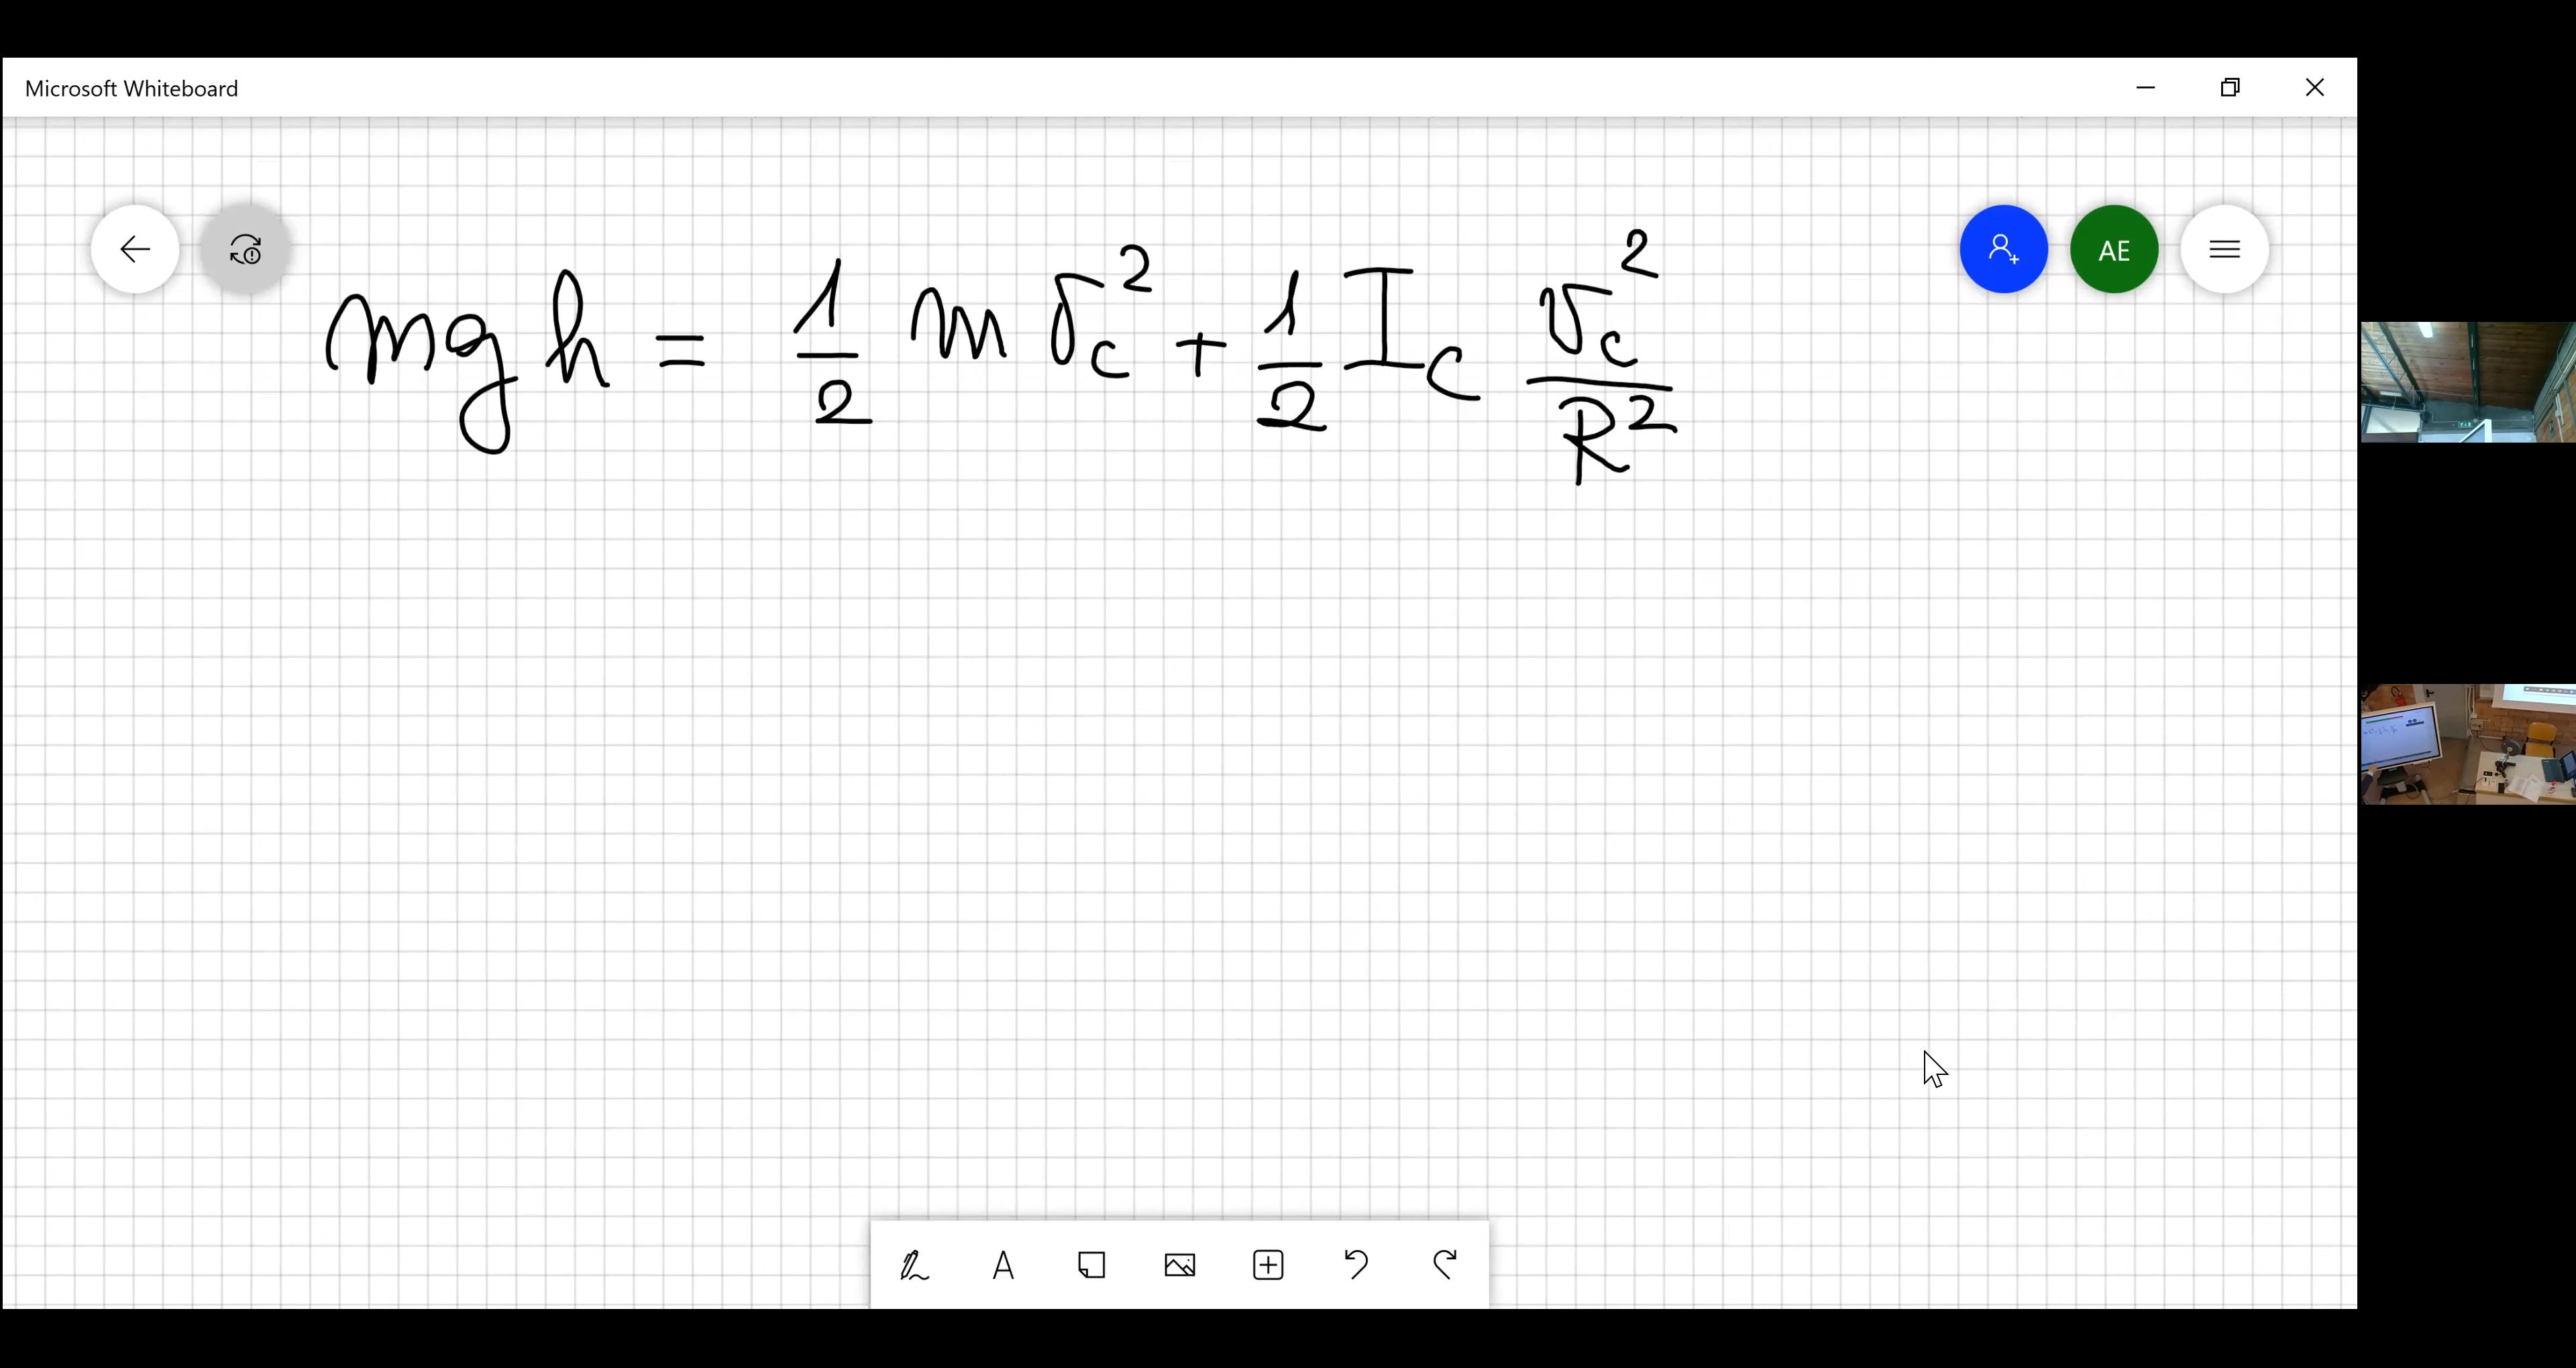 Microsoft Whiteboard
AE
mgh = 1/2 m v_c^2 + 1/2 I_c v_c^2/R^2